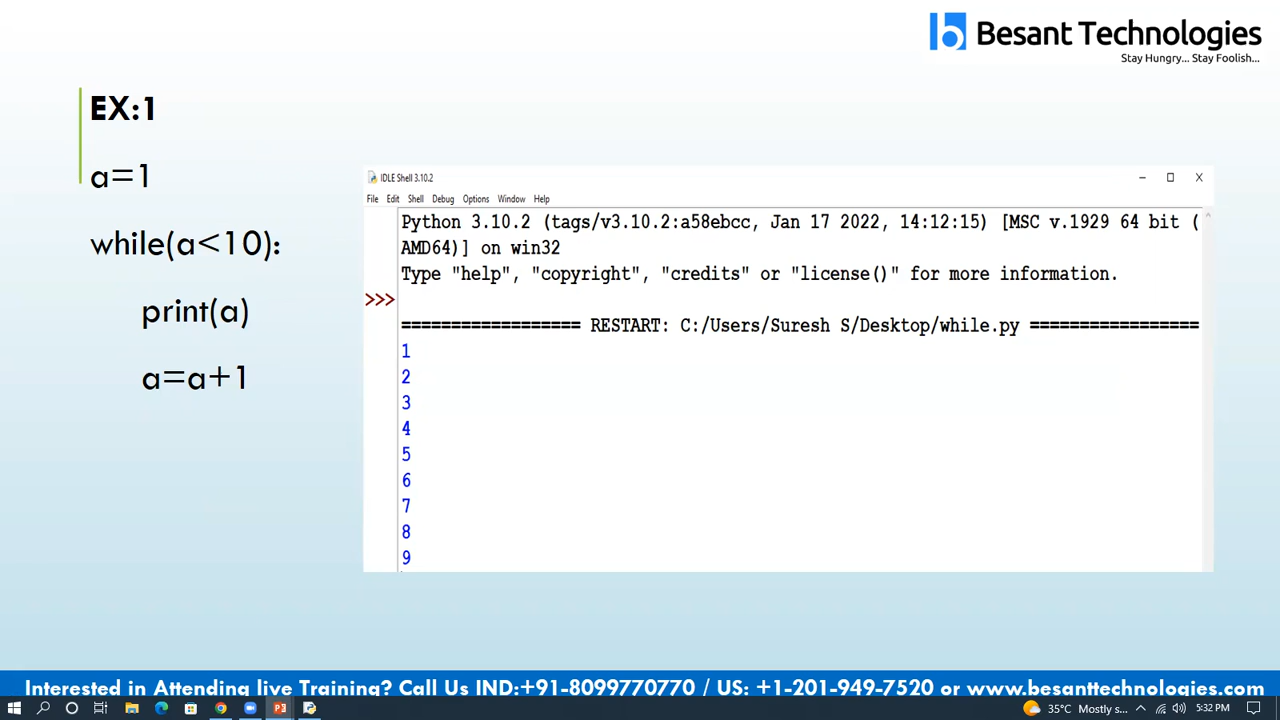 Besant Technologies
Stay Hungry... Stay Foolish...
EX:1
a=1
while(a<10):
print(a)
a=a+1
IDLE Shell 3.10.2
File Edit Shell Debug Options Window Help
Python 3.10.2 (tags/v3.10.2:a58ebcc, Jan 17 2022, 14:12:15) [MSC v.1929 64 bit (
AMD64)] on win32
Type "help", "copyright", "credits" or "license()" for more information.
>>>
================== RESTART: C:/Users/Suresh S/Desktop/while.py =================
1
2
3
4
5
6
7
8
9
Interested in Attending live Training? Call Us IND:+91-8099770770 / US: +1-201-949-7520 or www.besanttechnologies.com
35°C Mostly s... 5:32 PM